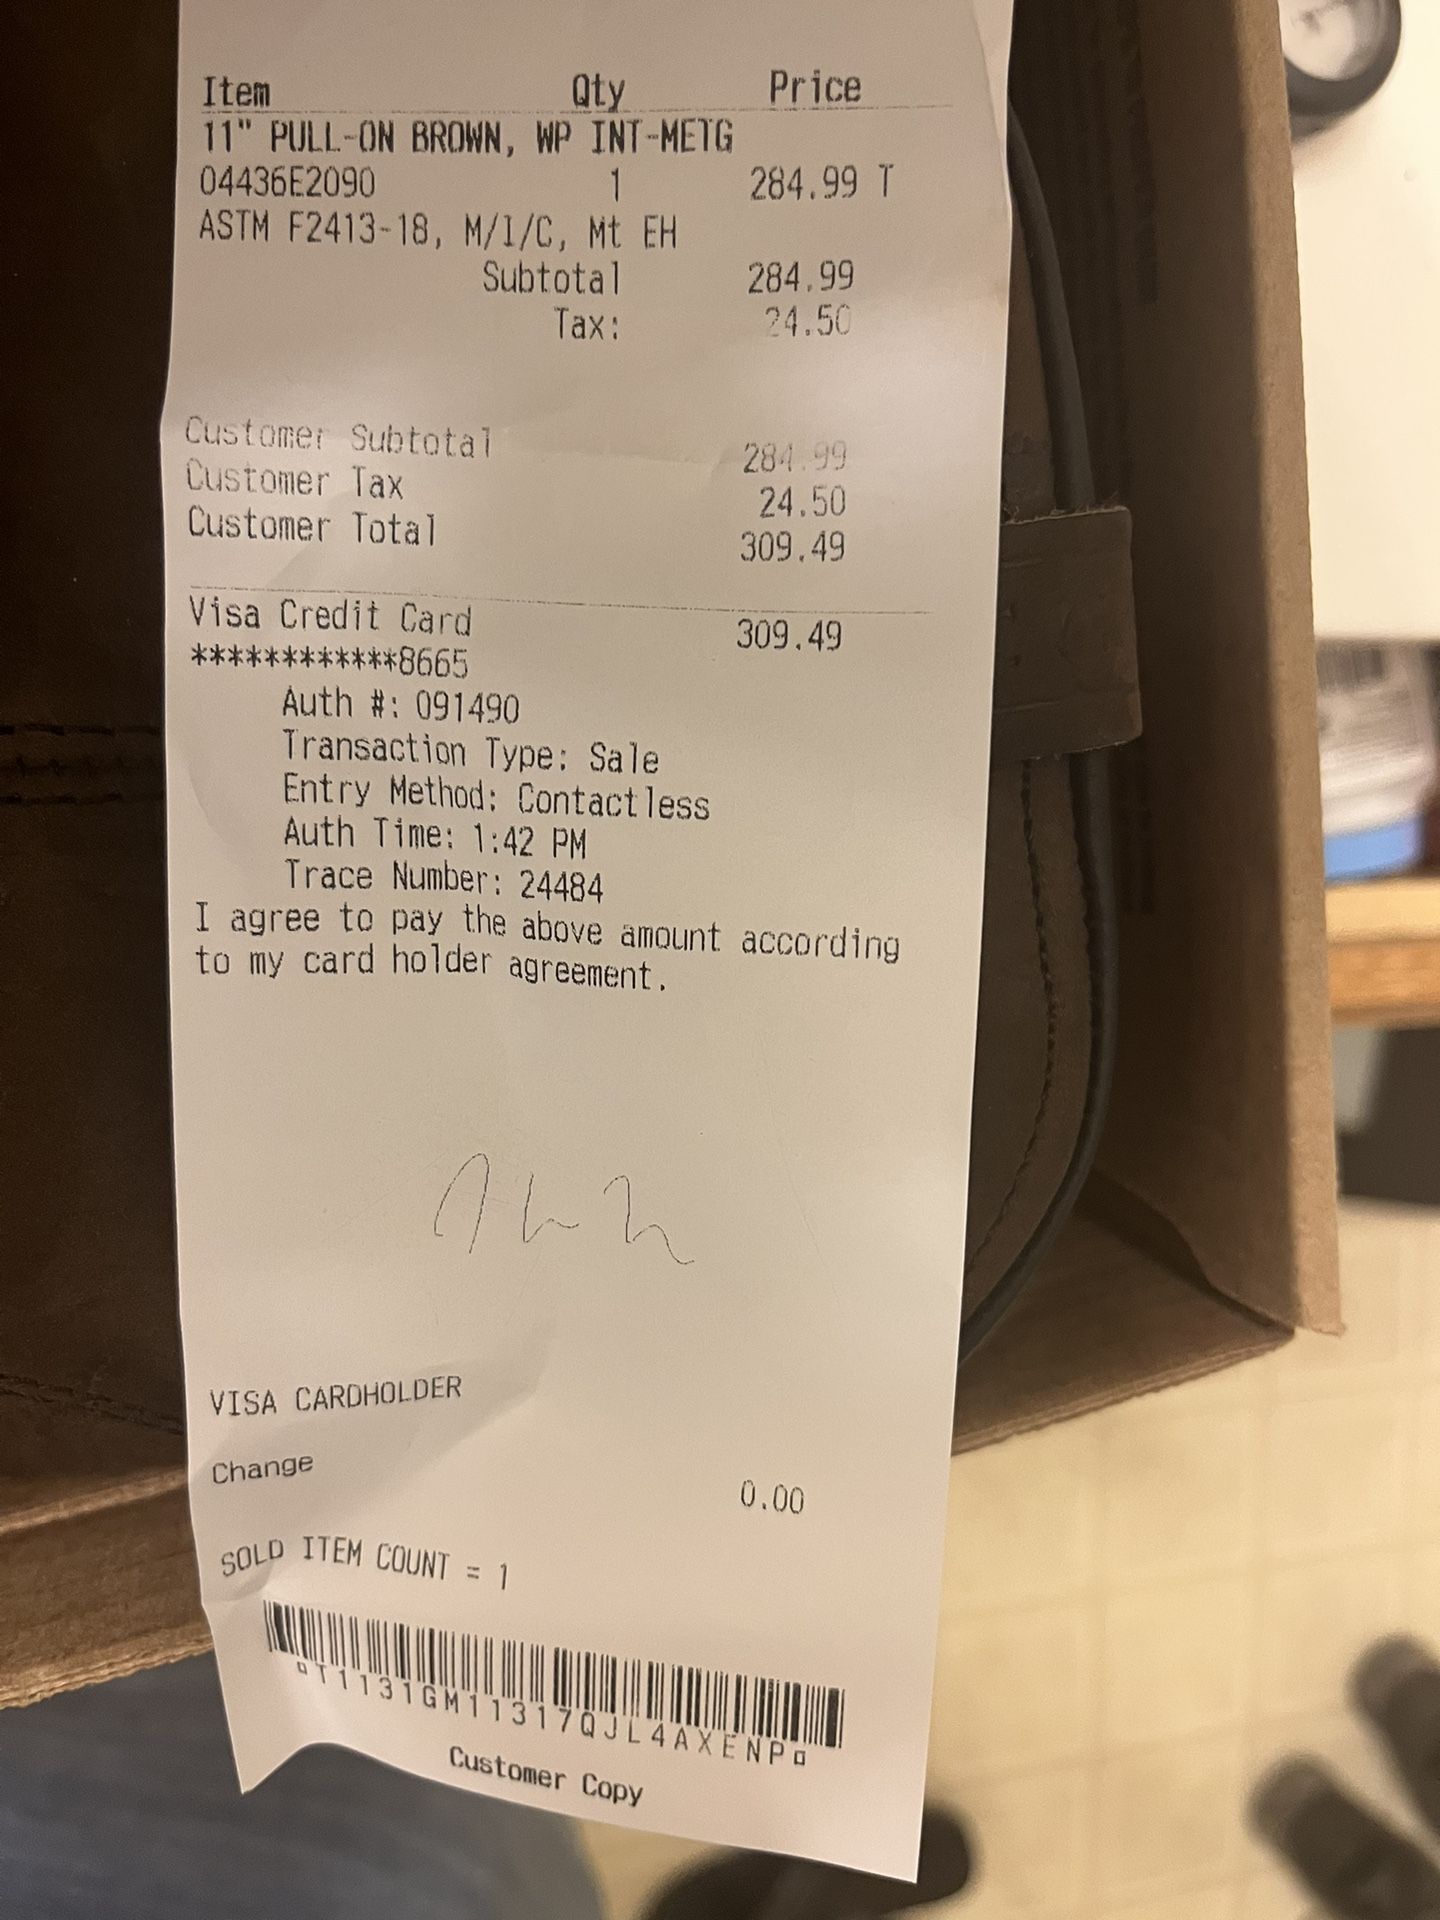 Item Qty Price
11" PULL-ON BROWN, WP INT-METG
04436E2090 1 284.99 T
ASTM F2413-18, M/I/C, Mt EH
Subtotal 284.99
Tax: 24.50
Customer Subtotal 284.99
Customer Tax 24.50
Customer Total 309.49
Visa Credit Card 309.49
************8665
Auth #: 091490
Transaction Type: Sale
Entry Method: Contactless
Auth Time: 1:42 PM
Trace Number: 24484
I agree to pay the above amount according
to my card holder agreement.
VISA CARDHOLDER
Change 0.00
SOLD ITEM COUNT = 1
¤T1131GM11317QJL4AXENP¤
Customer Copy